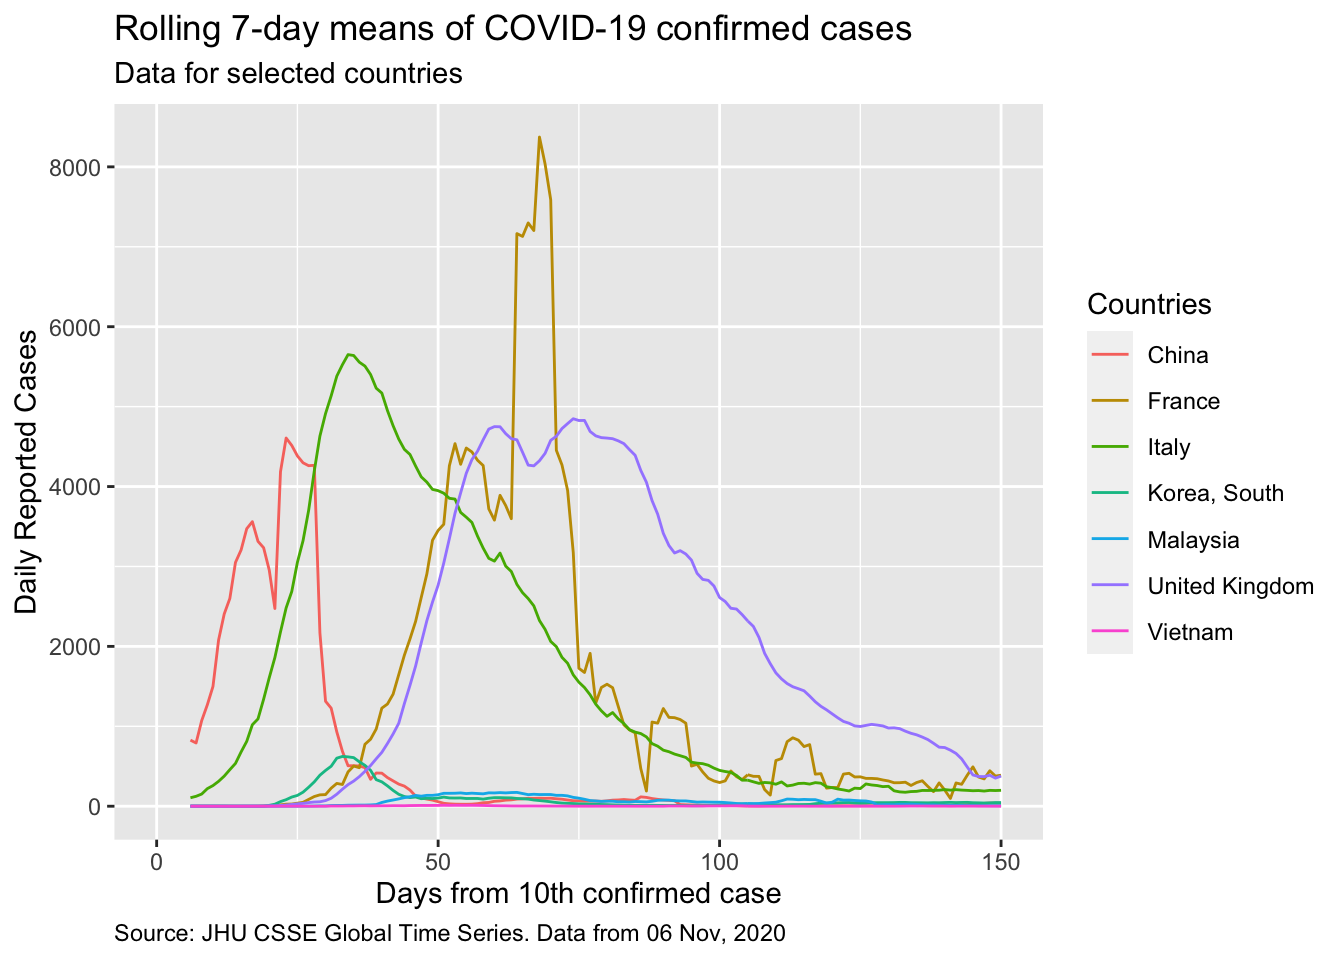 Rolling 7-day means of COVID-19 confirmed cases
Data for selected countries
Daily Reported Cases
8000
6000
4000
2000
0
0 50 100 150
Days from 10th confirmed case
Countries
China
France
Italy
Korea, South
Malaysia
United Kingdom
Vietnam
Source: JHU CSSE Global Time Series. Data from 06 Nov, 2020